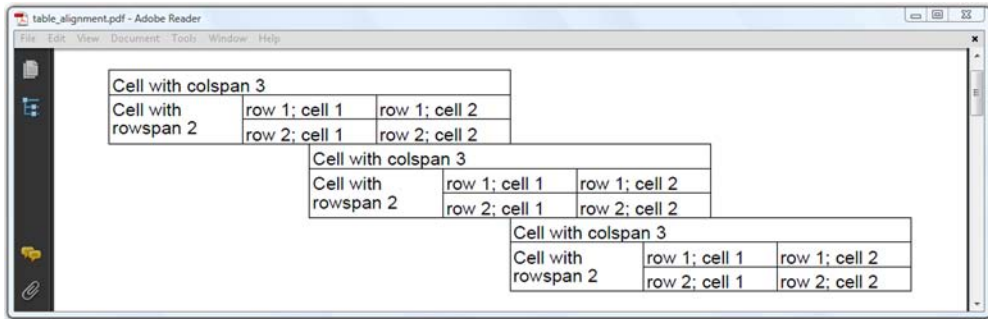 table_alignment.pdf - Adobe Reader
File Edit View Document Tools Window Help
Cell with colspan 3
Cell with rowspan 2
row 1; cell 1
row 1; cell 2
row 2; cell 1
row 2; cell 2
Cell with colspan 3
Cell with rowspan 2
row 1; cell 1
row 1; cell 2
row 2; cell 1
row 2; cell 2
Cell with colspan 3
Cell with rowspan 2
row 1; cell 1
row 1; cell 2
row 2; cell 1
row 2; cell 2